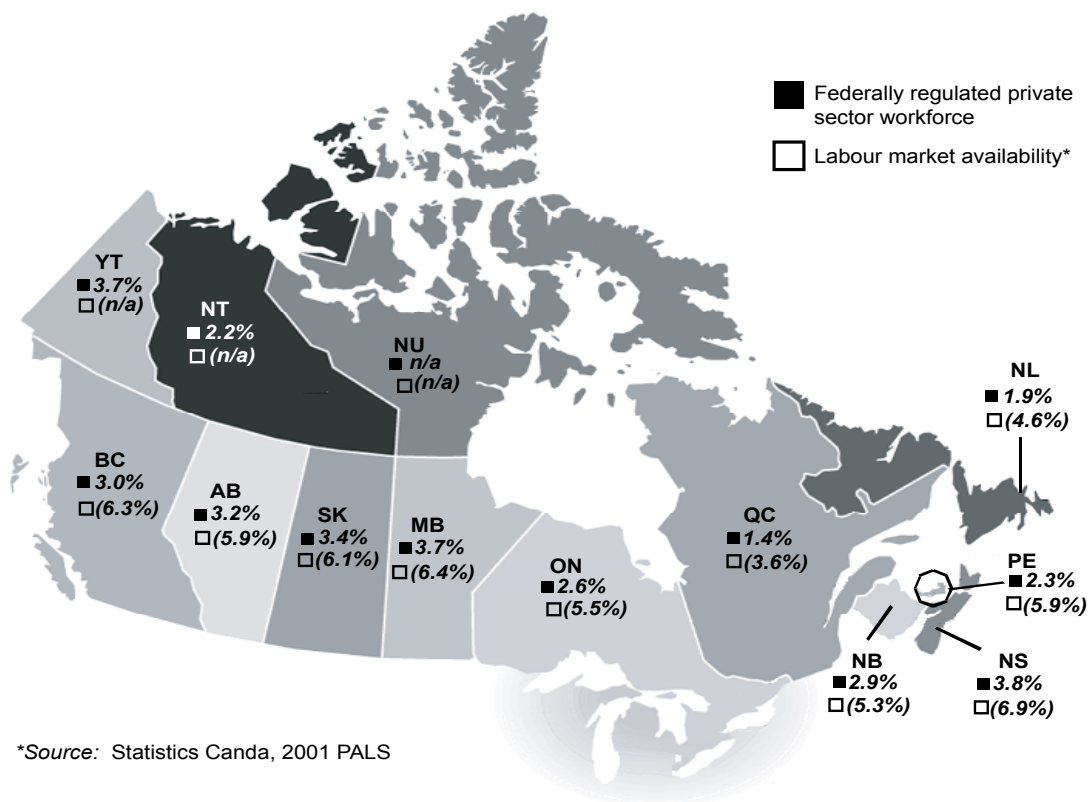 Federally regulated private
sector workforce
Labour market availability*
YT
3.7%
(n/a)
NT
2.2%
(n/a)
NU
n/a
(n/a)
NL
1.9%
(4.6%)
BC
3.0%
(6.3%)
AB
3.2%
(5.9%)
SK
3.4%
(6.1%)
MB
3.7%
(6.4%)
ON
2.6%
(5.5%)
QC
1.4%
(3.6%)
PE
2.3%
(5.9%)
NB
2.9%
(5.3%)
NS
3.8%
(6.9%)
*Source: Statistics Canda, 2001 PALS